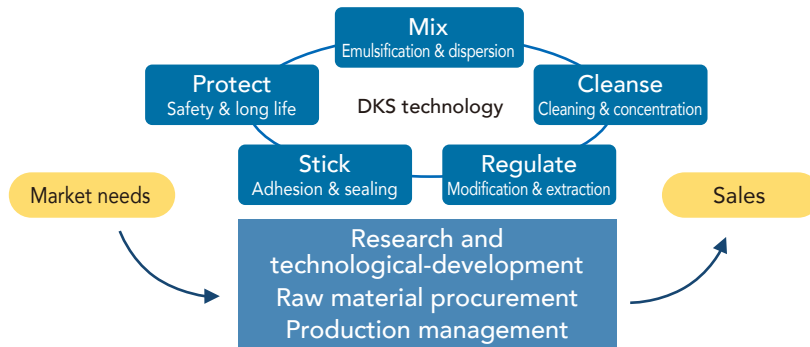 Mix
Emulsification & dispersion
Protect
Safety & long life
DKS technology
Cleanse
Cleaning & concentration
Stick
Adhesion & sealing
Regulate
Modification & extraction
Market needs
Sales
Research and
technological-development
Raw material procurement
Production management